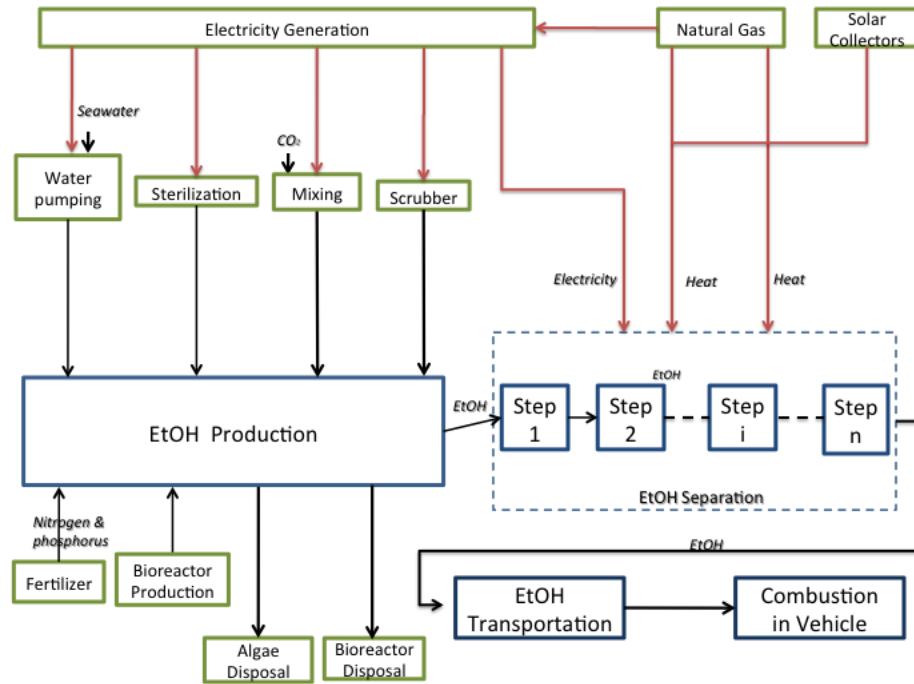 Electricity Generation
Natural Gas
Solar
Collectors
Seawater
CO₂
Water
pumping
Sterilization
Mixing
Scrubber
Electricity
Heat
Heat
EtOH Production
EtOH
Step
1
Step
2
EtOH
Step
i
Step
n
EtOH Separation
Nitrogen &
phosphorus
Fertilizer
Bioreactor
Production
EtOH
EtOH
Transportation
Combustion
in Vehicle
Algae
Disposal
Bioreactor
Disposal